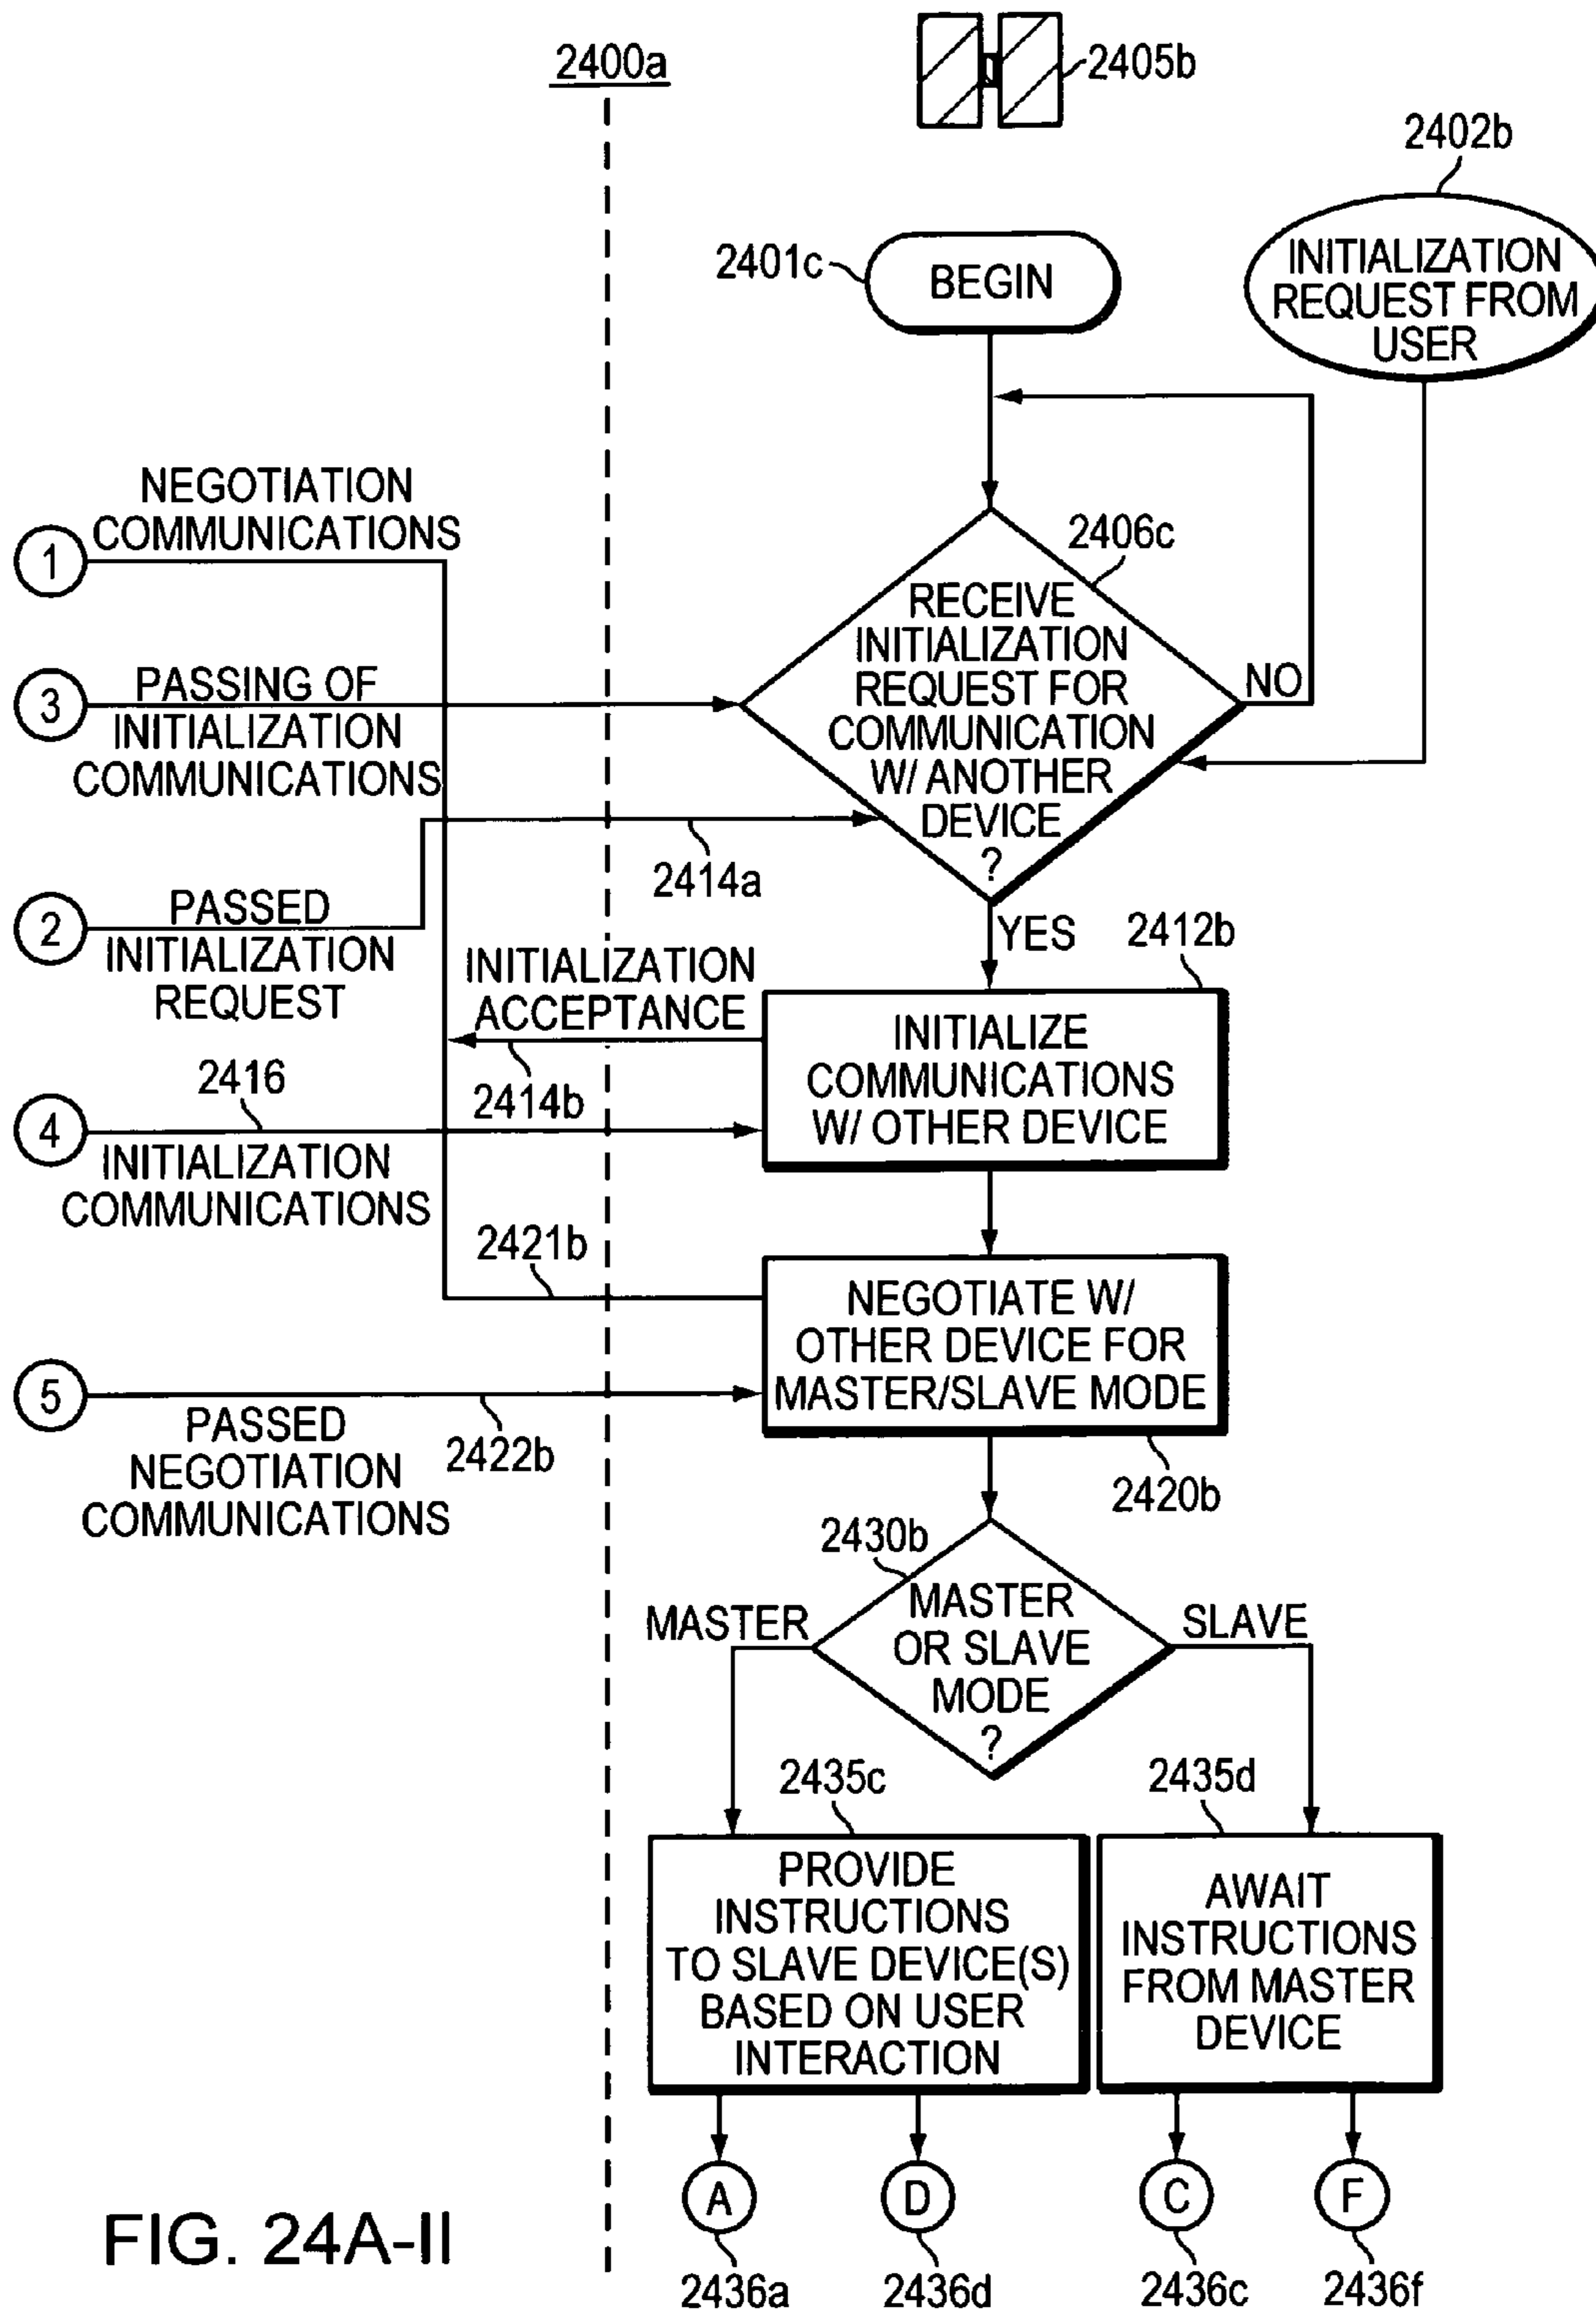 2400a
2405b
2402b
INITIALIZATION
REQUEST FROM
USER
2401c
BEGIN
NEGOTIATION
COMMUNICATIONS
1
2406c
RECEIVE
INITIALIZATION
REQUEST FOR
COMMUNICATION
W/ ANOTHER
DEVICE
?
NO
3
PASSING OF
INITIALIZATION
COMMUNICATIONS
2414a
2
PASSED
INITIALIZATION
REQUEST
YES
2412b
INITIALIZATION
ACCEPTANCE
2414b
INITIALIZE
COMMUNICATIONS
W/ OTHER DEVICE
2416
4
INITIALIZATION
COMMUNICATIONS
2421b
NEGOTIATE W/
OTHER DEVICE FOR
MASTER/SLAVE MODE
5
PASSED
NEGOTIATION
COMMUNICATIONS
2422b
2420b
2430b
MASTER
MASTER
OR SLAVE
MODE
?
SLAVE
2435c
2435d
PROVIDE
INSTRUCTIONS
TO SLAVE DEVICE(S)
BASED ON USER
INTERACTION
AWAIT
INSTRUCTIONS
FROM MASTER
DEVICE
A
D
C
F
2436a
2436d
2436c
2436f
FIG. 24A-II